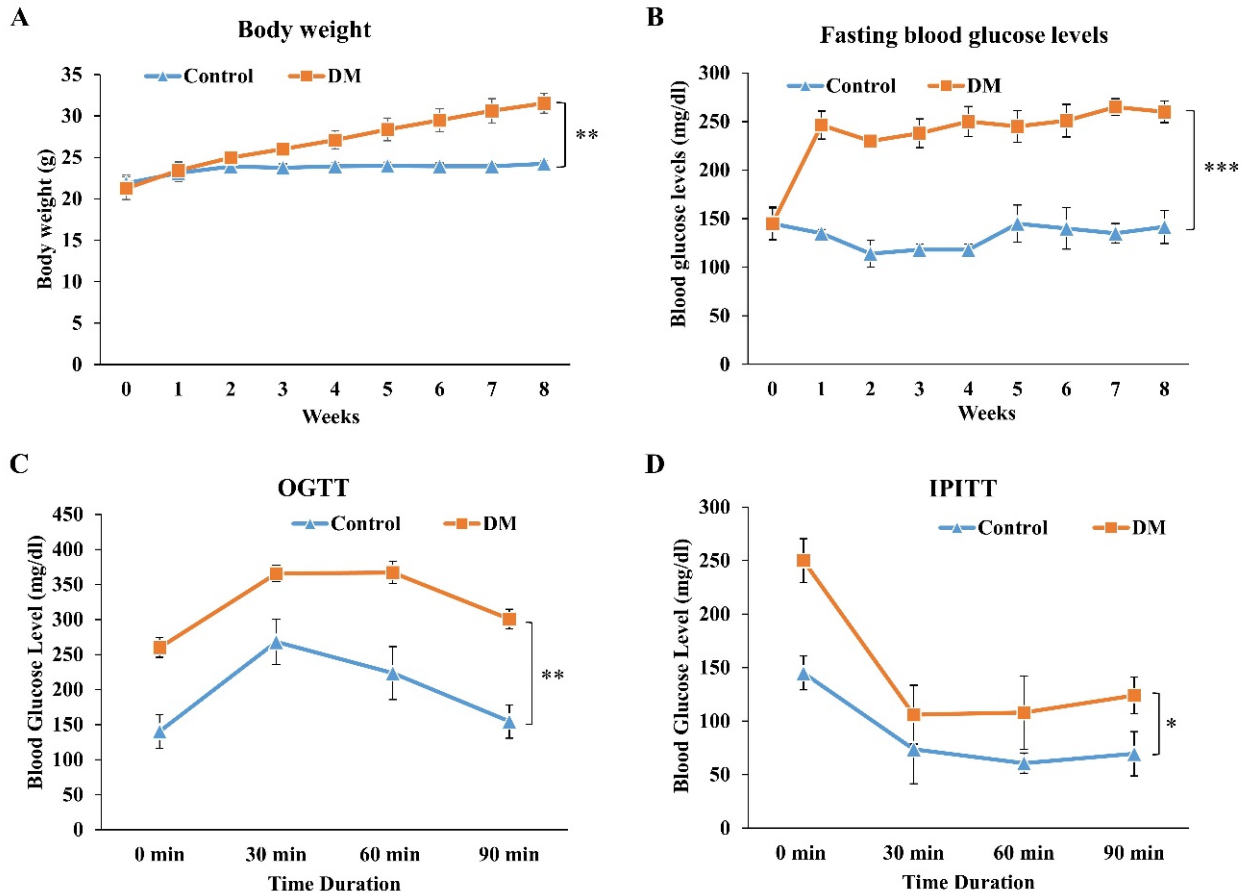 A
Body weight
Control DM
35
30
25
20
15
10
5
0
Body weight (g)
**
0 1 2 3 4 5 6 7 8
Weeks
B
Fasting blood glucose levels
Control DM
300
250
200
150
100
50
0
Blood glucose levels (mg/dl)
***
0 1 2 3 4 5 6 7 8
Weeks
C
OGTT
Control DM
450
400
350
300
250
200
150
100
50
0
Blood Glucose Level (mg/dl)
**
0 min 30 min 60 min 90 min
Time Duration
D
IPITT
Control DM
300
250
200
150
100
50
0
Blood Glucose Level (mg/dl)
*
0 min 30 min 60 min 90 min
Time Duration